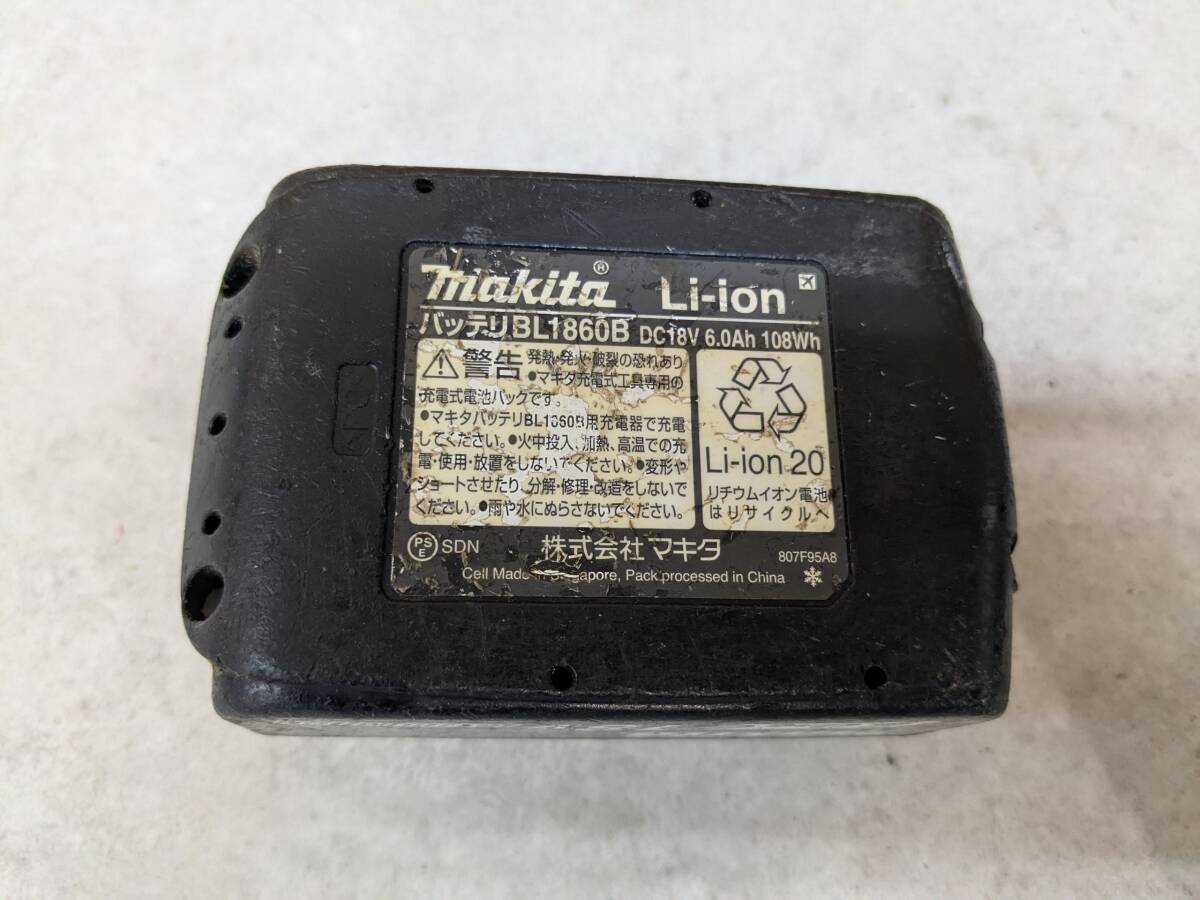 makita® Li-ion
バッテリBL1860B DC18V 6.0Ah 108Wh
警告 発熱・発火・破裂の恐れあり
●マキタ充電式工具専用の
充電式電池パックです。
●マキタバッテリBL1860B用充電器で充電
してください。●火中投入、加熱、高温での充
電・使用・放置をしないでください。●変形や
ショートさせたり、分解・修理・改造をしないで
ください。●雨や水にぬらさないでください。
Li-ion 20
リチウムイオン電池
はリサイクルへ
PSE SDN 株式会社マキタ 807F95A8
Cell Made in Singapore, Pack processed in China